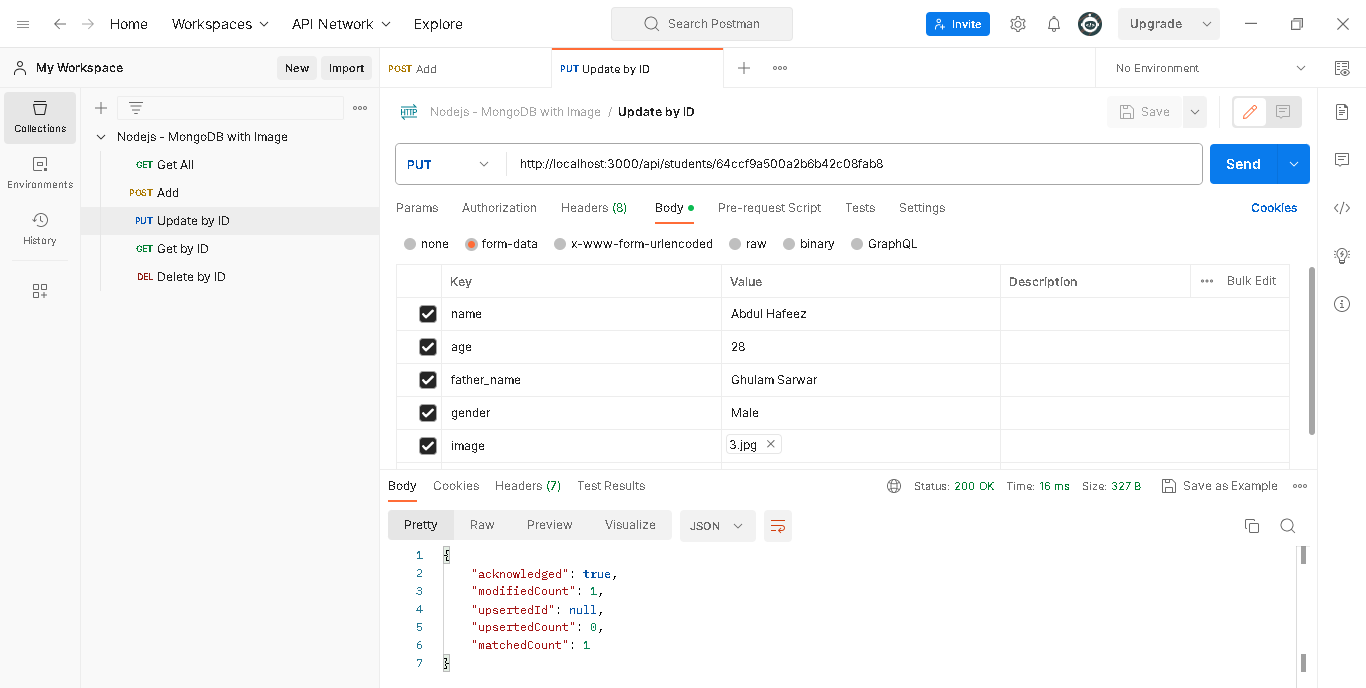 Home Workspaces API Network Explore Search Postman Invite Upgrade
My Workspace New Import POST Add PUT Update by ID No Environment
Collections
Environments
History
Nodejs - MongoDB with Image
GET Get All
POST Add
PUT Update by ID
GET Get by ID
DEL Delete by ID
HTTP Nodejs - MongoDB with Image / Update by ID Save
PUT http://localhost:3000/api/students/64ccf9a500a2b6b42c08fab8 Send
Params Authorization Headers (8) Body Pre-request Script Tests Settings Cookies
none form-data x-www-form-urlencoded raw binary GraphQL
Key Value Description Bulk Edit
name Abdul Hafeez
age 28
father_name Ghulam Sarwar
gender Male
image 3.jpg
Body Cookies Headers (7) Test Results Status: 200 OK Time: 16 ms Size: 327 B Save as Example
Pretty Raw Preview Visualize JSON
1 {
2 "acknowledged": true,
3 "modifiedCount": 1,
4 "upsertedId": null,
5 "upsertedCount": 0,
6 "matchedCount": 1
7 }